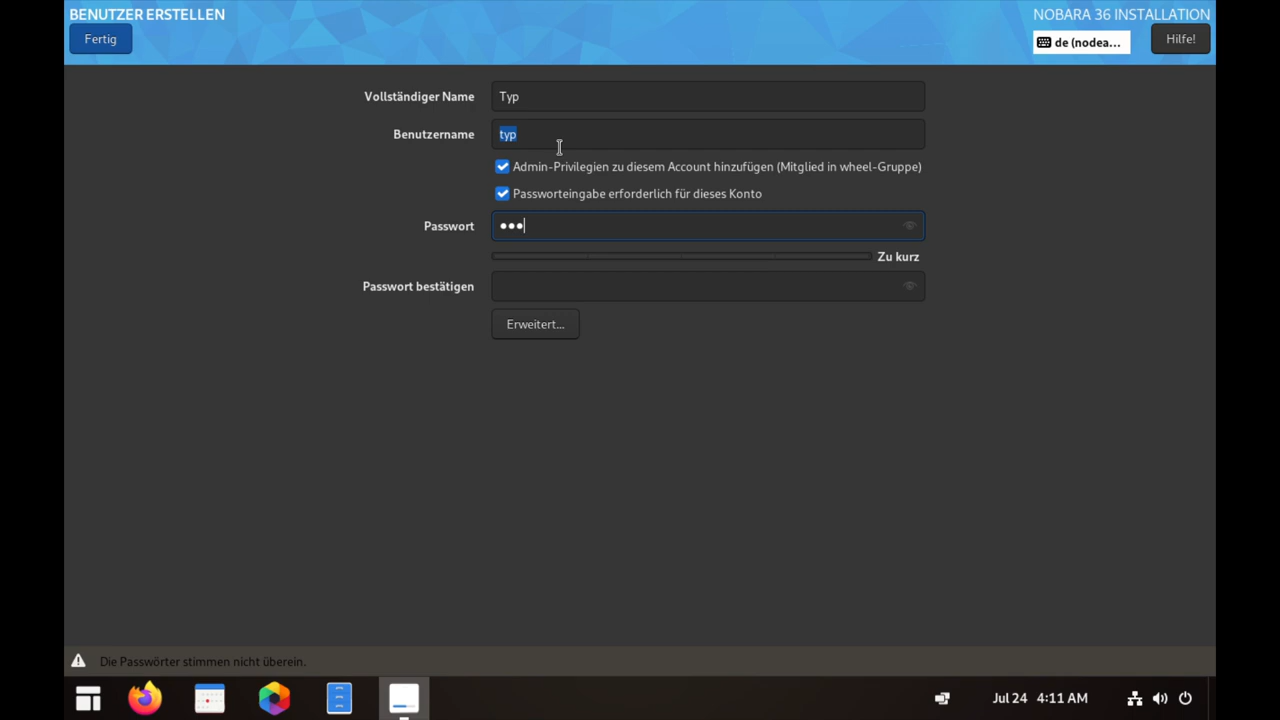 BENUTZER ERSTELLEN
NOBARA 36 INSTALLATION
Fertig
de (nodea...
Hilfe!
Vollständiger Name
Typ
Benutzername
typ
Admin-Privilegien zu diesem Account hinzufügen (Mitglied in wheel-Gruppe)
Passworteingabe erforderlich für dieses Konto
Passwort
●●●
Zu kurz
Passwort bestätigen
Erweitert...
Die Passwörter stimmen nicht überein.
Jul 24 4:11 AM